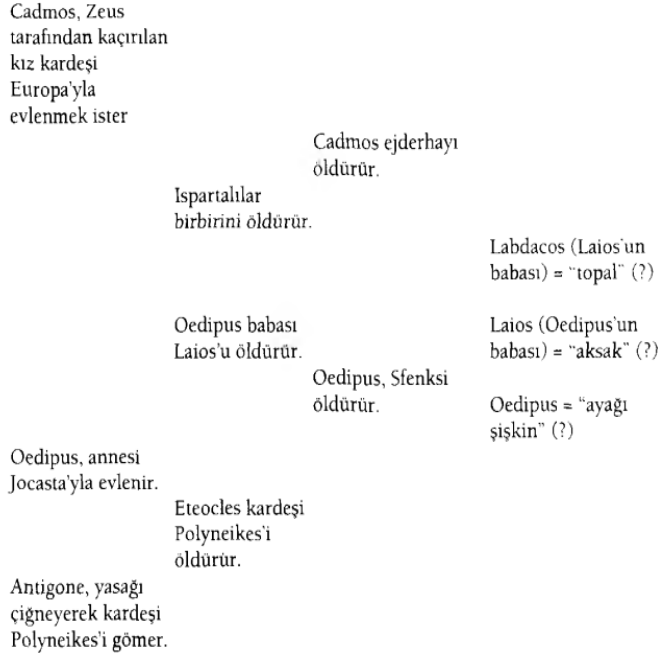 Cadmos, Zeus
tarafından kaçırılan
kız kardeşi
Europa'yla
evlenmek ister
Cadmos ejderhayı
öldürür.
Ispartalılar
birbirini öldürür.
Labdacos (Laios'un
babası) = "topal" (?)
Oedipus babası
Laios'u öldürür.
Laios (Oedipus'un
babası) = "aksak" (?)
Oedipus, Sfenksi
öldürür.
Oedipus = "ayağı
şişkin" (?)
Oedipus, annesi
Jocasta'yla evlenir.
Eteocles kardeşi
Polyneikes'i
öldürür.
Antigone, yasağı
çiğneyerek kardeşi
Polyneikes'i gömer.